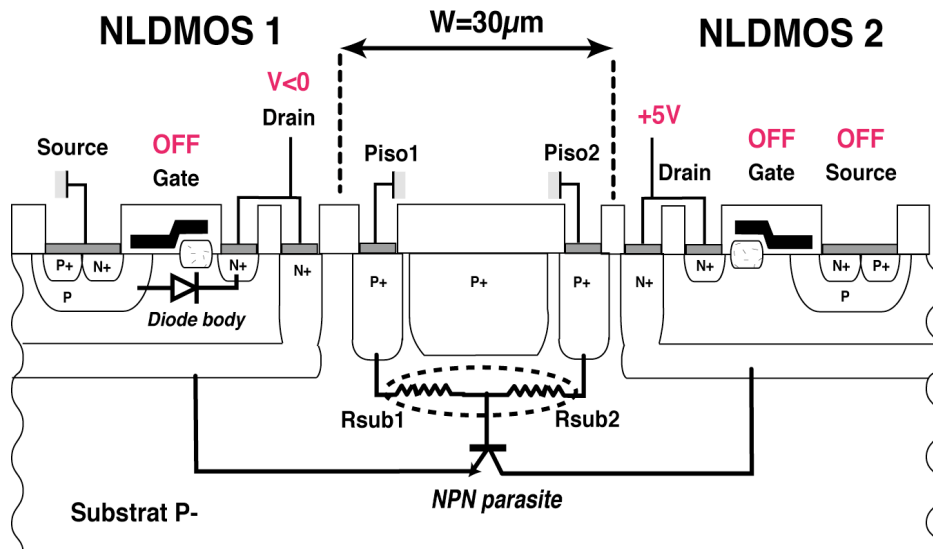 NLDMOS 1
W=30µm
NLDMOS 2
V<0
Drain
+5V
Source
OFF
Gate
Piso1
Piso2
Drain
OFF
Gate
OFF
Source
P+
N+
N+
N+
P+
P+
P+
N+
N+
N+
P+
P
P
Diode body
Rsub1
Rsub2
NPN parasite
Substrat P-